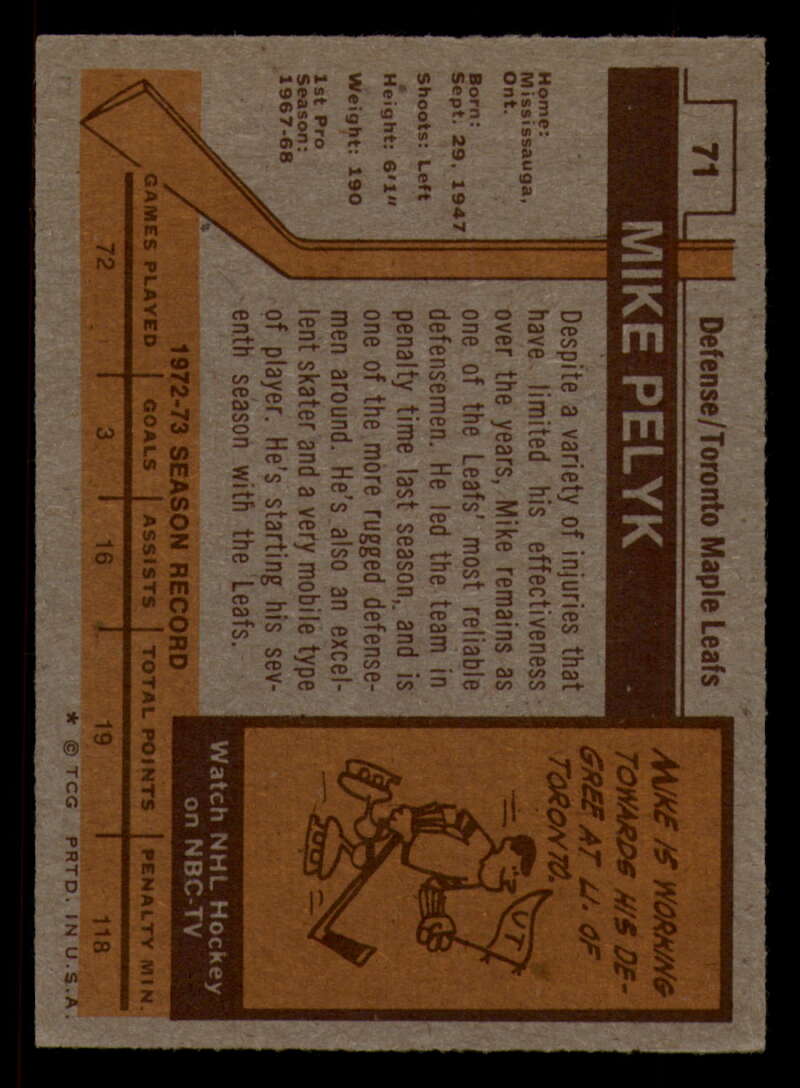 71
Defense/Toronto Maple Leafs
MIKE PELYK
Home:
Mississauga,
Ont.
Born:
Sept. 29, 1947
Shoots: Left
Height: 6'1"
Weight: 190
1st Pro
Season:
1967-68
Despite a variety of injuries that
have limited his effectiveness
over the years, Mike remains as
one of the Leafs' most reliable
defensemen. He led the team in
penalty time last season, and is
one of the more rugged defense-
men around. He's also an excel-
lent skater and a very mobile type
of player. He's starting his sev-
enth season with the Leafs.
MIKE IS WORKING
TOWARDS HIS DE-
GREE AT U. OF
TORONTO.
UT
Watch NHL Hockey
on NBC-TV
1972-73 SEASON RECORD
GAMES PLAYED GOALS ASSISTS TOTAL POINTS PENALTY MIN.
72 3 16 19 118
* © TCG PRTD. IN U.S.A.